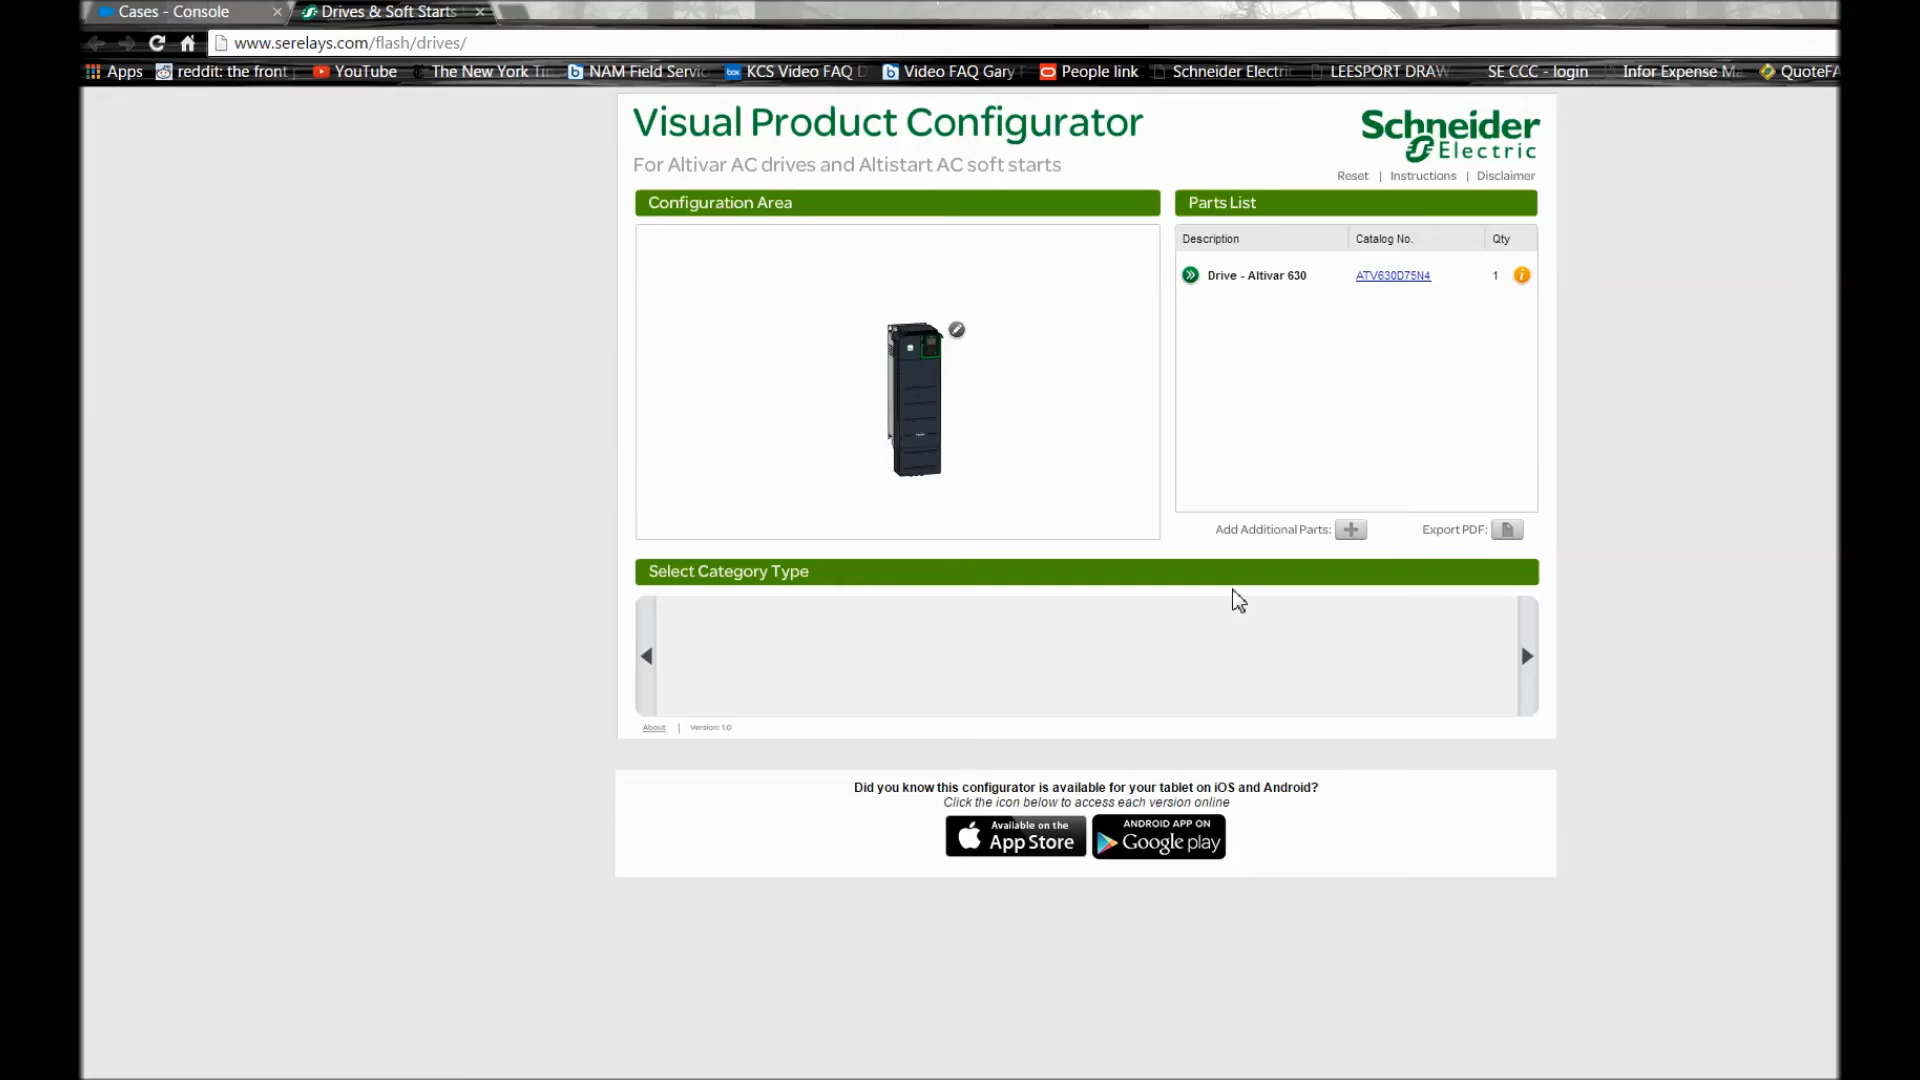 Cases - Console
Drives & Soft Starts
www.serelays.com/flash/drives/
Apps reddit: the front YouTube The New York Ti NAM Field Servic KCS Video FAQ D Video FAQ Gary People link Schneider Electric LEESPORT DRAW SE CCC - login Infor Expense M QuoteFA
Visual Product Configurator
For Altivar AC drives and Altistart AC soft starts
Schneider
Electric
Reset | Instructions | Disclaimer
Configuration Area
Parts List
Description Catalog No. Qty
Drive - Altivar 630 ATV630D75N4 1
Add Additional Parts: Export PDF:
Select Category Type
About | Version: 1.0
Did you know this configurator is available for your tablet on iOS and Android?
Click the icon below to access each version online
Available on the
App Store
ANDROID APP ON
Google play